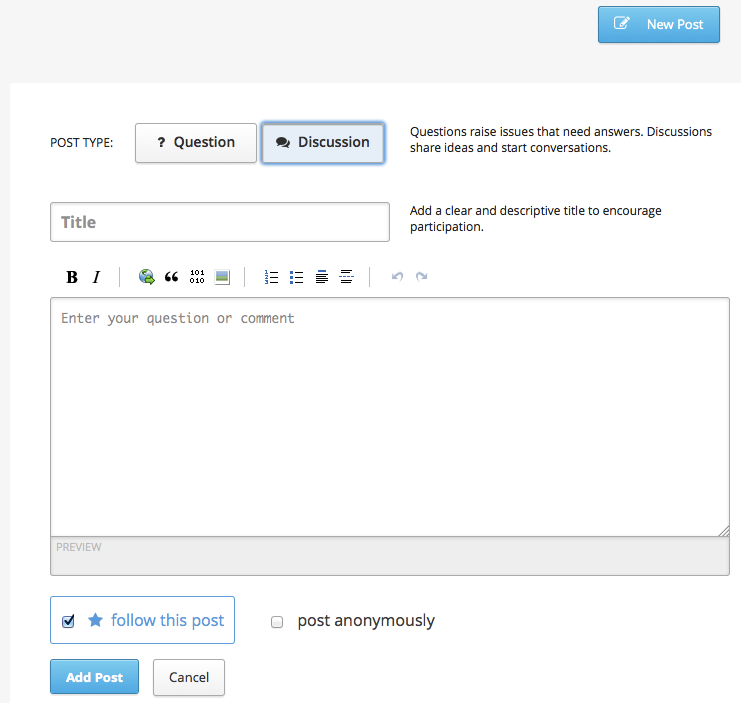 New Post
POST TYPE:
? Question
Discussion
Questions raise issues that need answers. Discussions
share ideas and start conversations.
Title
Add a clear and descriptive title to encourage
participation.
B I
101
010
Enter your question or comment
PREVIEW
follow this post
post anonymously
Add Post
Cancel